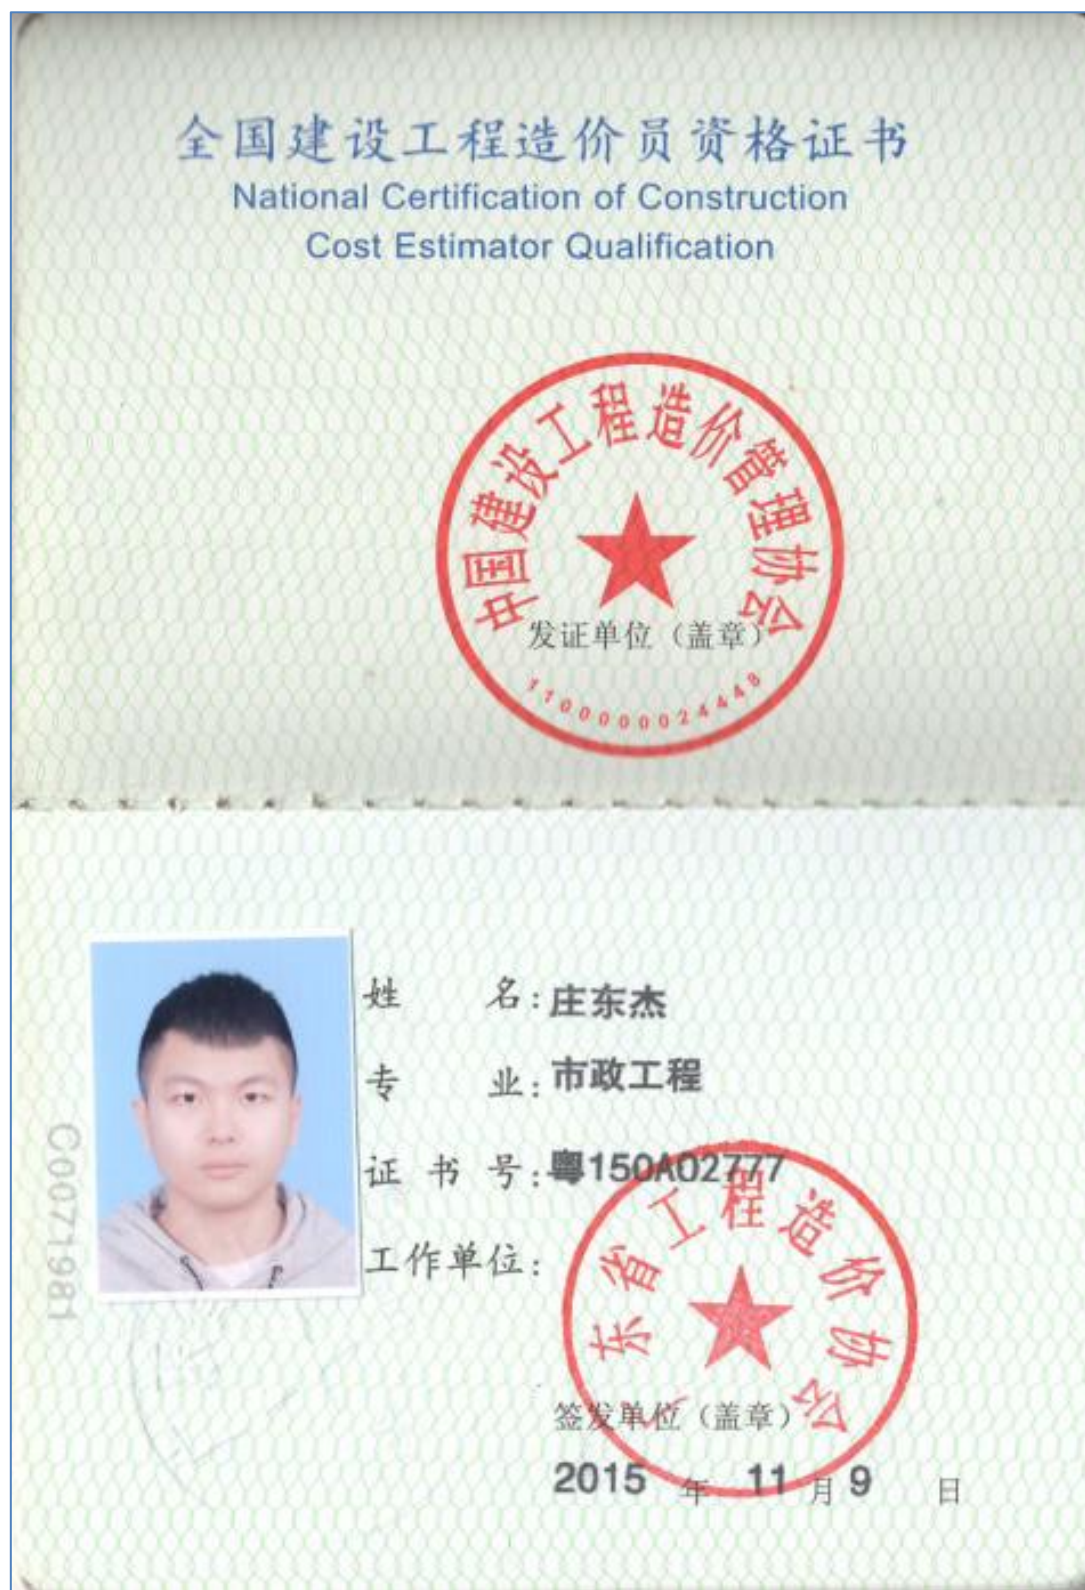 全国建设工程造价员资格证书
National Certification of Construction
Cost Estimator Qualification
中国建设工程造价管理协会
发证单位（盖章）
1100000024448
姓　名：庄东杰
专　业：市政工程
证 书 号：粤150A02777
工作单位：
C0071981
广东省工程造价协会
签发单位（盖章）
2015 年 11 月 9 日